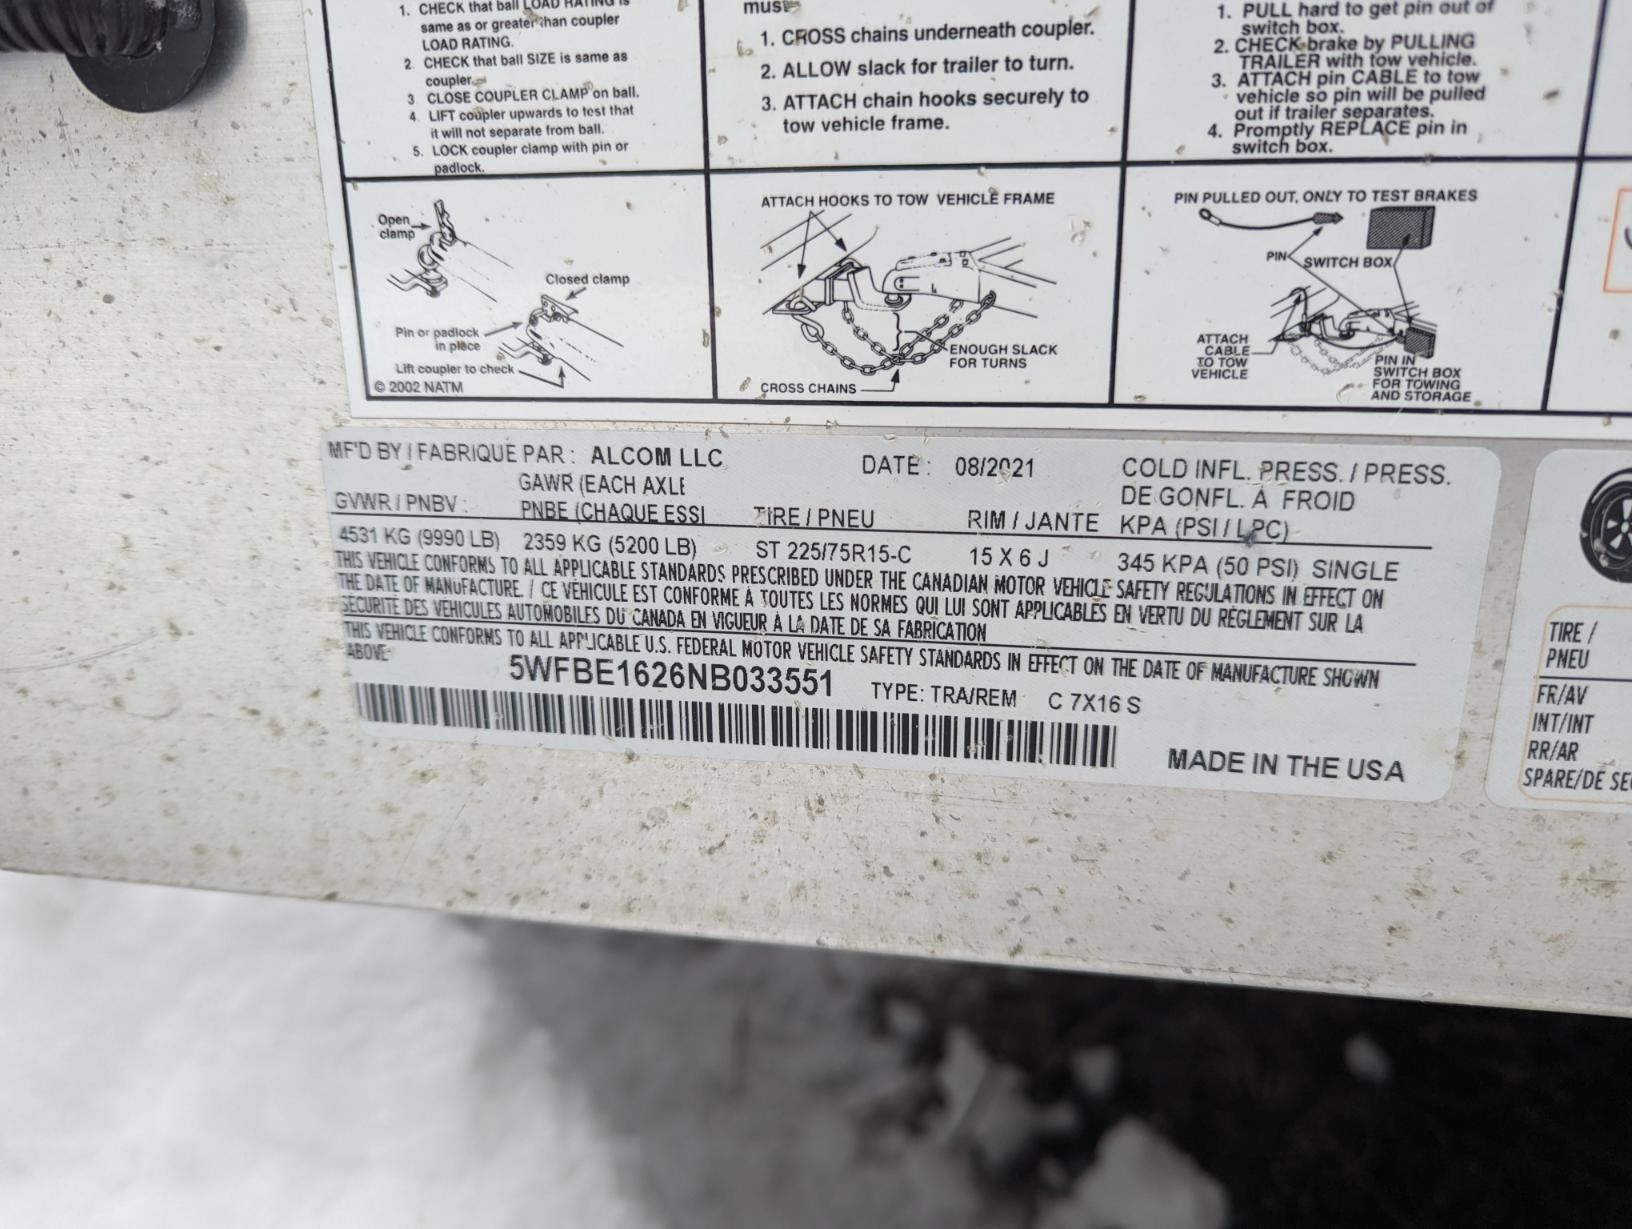 1. CHECK that ball LOAD RATING is
same as or greater than coupler
LOAD RATING.
2 CHECK that ball SIZE is same as
coupler.
3 CLOSE COUPLER CLAMP on ball.
4 LIFT coupler upwards to test that
it will not separate from ball.
5. LOCK coupler clamp with pin or
padlock.
must
1. CROSS chains underneath coupler.
2. ALLOW slack for trailer to turn.
3. ATTACH chain hooks securely to
tow vehicle frame.
1. PULL hard to get pin out of
switch box.
2. CHECK brake by PULLING
TRAILER with tow vehicle.
3. ATTACH pin CABLE to tow
vehicle so pin will be pulled
out if trailer separates.
4. Promptly REPLACE pin in
switch box.
Open
clamp
Closed clamp
Pin or padlock
in place
Lift coupler to check
© 2002 NATM
ATTACH HOOKS TO TOW VEHICLE FRAME
ENOUGH SLACK
FOR TURNS
CROSS CHAINS
PIN PULLED OUT, ONLY TO TEST BRAKES
PIN
SWITCH BOX
ATTACH
CABLE
TO TOW
VEHICLE
PIN IN
SWITCH BOX
FOR TOWING
AND STORAGE
MF'D BY / FABRIQUE PAR : ALCOM LLC DATE : 08/2021 COLD INFL. PRESS. / PRESS.
GAWR (EACH AXLE DE GONFL. À FROID
GVWR / PNBV : PNBE (CHAQUE ESSI TIRE / PNEU RIM / JANTE KPA (PSI / LPC)
4531 KG (9990 LB) 2359 KG (5200 LB) ST 225/75R15-C 15 X 6 J 345 KPA (50 PSI) SINGLE
THIS VEHICLE CONFORMS TO ALL APPLICABLE STANDARDS PRESCRIBED UNDER THE CANADIAN MOTOR VEHICLE SAFETY REGULATIONS IN EFFECT ON
THE DATE OF MANUFACTURE. / CE VÉHICULE EST CONFORME À TOUTES LES NORMES QUI LUI SONT APPLICABLES EN VERTU DU RÈGLEMENT SUR LA
SÉCURITÉ DES VÉHICULES AUTOMOBILES DU CANADA EN VIGUEUR À LA DATE DE SA FABRICATION
THIS VEHICLE CONFORMS TO ALL APPLICABLE U.S. FEDERAL MOTOR VEHICLE SAFETY STANDARDS IN EFFECT ON THE DATE OF MANUFACTURE SHOWN
ABOVE
5WFBE1626NB033551 TYPE: TRA/REM C 7X16 S
MADE IN THE USA
TIRE /
PNEU
FR/AV
INT/INT
RR/AR
SPARE/DE